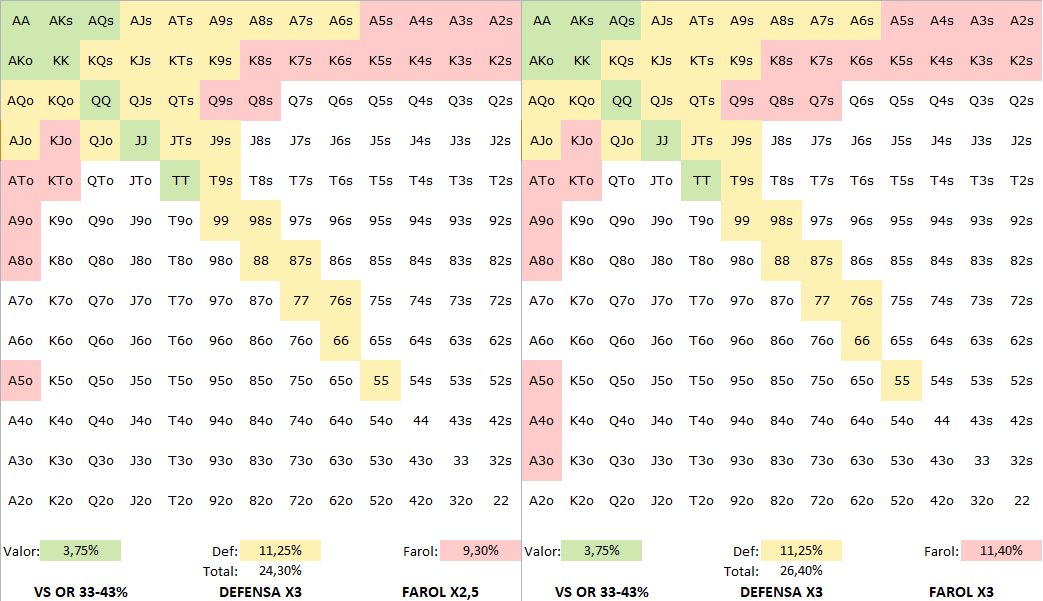 AA AKs AQs AJs ATs A9s A8s A7s A6s A5s A4s A3s A2s AA AKs AQs AJs ATs A9s A8s A7s A6s A5s A4s A3s A2s
AKo KK KQs KJs KTs K9s K8s K7s K6s K5s K4s K3s K2s AKo KK KQs KJs KTs K9s K8s K7s K6s K5s K4s K3s K2s
AQo KQo QQ QJs QTs Q9s Q8s Q7s Q6s Q5s Q4s Q3s Q2s AQo KQo QQ QJs QTs Q9s Q8s Q7s Q6s Q5s Q4s Q3s Q2s
AJo KJo QJo JJ JTs J9s J8s J7s J6s J5s J4s J3s J2s AJo KJo QJo JJ JTs J9s J8s J7s J6s J5s J4s J3s J2s
ATo KTo QTo JTo TT T9s T8s T7s T6s T5s T4s T3s T2s ATo KTo QTo JTo TT T9s T8s T7s T6s T5s T4s T3s T2s
A9o K9o Q9o J9o T9o 99 98s 97s 96s 95s 94s 93s 92s A9o K9o Q9o J9o T9o 99 98s 97s 96s 95s 94s 93s 92s
A8o K8o Q8o J8o T8o 98o 88 87s 86s 85s 84s 83s 82s A8o K8o Q8o J8o T8o 98o 88 87s 86s 85s 84s 83s 82s
A7o K7o Q7o J7o T7o 97o 87o 77 76s 75s 74s 73s 72s A7o K7o Q7o J7o T7o 97o 87o 77 76s 75s 74s 73s 72s
A6o K6o Q6o J6o T6o 96o 86o 76o 66 65s 64s 63s 62s A6o K6o Q6o J6o T6o 96o 86o 76o 66 65s 64s 63s 62s
A5o K5o Q5o J5o T5o 95o 85o 75o 65o 55 54s 53s 52s A5o K5o Q5o J5o T5o 95o 85o 75o 65o 55 54s 53s 52s
A4o K4o Q4o J4o T4o 94o 84o 74o 64o 54o 44 43s 42s A4o K4o Q4o J4o T4o 94o 84o 74o 64o 54o 44 43s 42s
A3o K3o Q3o J3o T3o 93o 83o 73o 63o 53o 43o 33 32s A3o K3o Q3o J3o T3o 93o 83o 73o 63o 53o 43o 33 32s
A2o K2o Q2o J2o T2o 92o 82o 72o 62o 52o 42o 32o 22 A2o K2o Q2o J2o T2o 92o 82o 72o 62o 52o 42o 32o 22
Valor: 3,75% Def: 11,25% Farol: 9,30% Valor: 3,75% Def: 11,25% Farol: 11,40%
Total: 24,30% Total: 26,40%
VS OR 33-43% DEFENSA X3 FAROL X2,5 VS OR 33-43% DEFENSA X3 FAROL X3